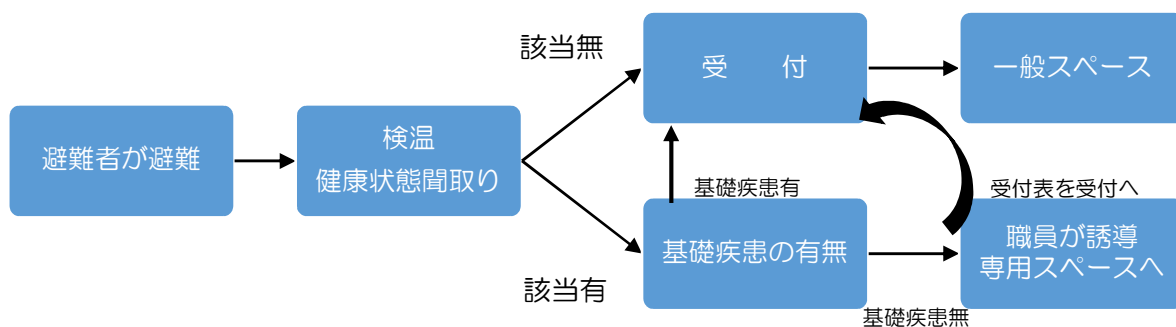 避難者が避難
検温
健康状態聞取り
該当無
該当有
受　　付
一般スペース
基礎疾患有
受付表を受付へ
基礎疾患の有無
職員が誘導
専用スペースへ
基礎疾患無